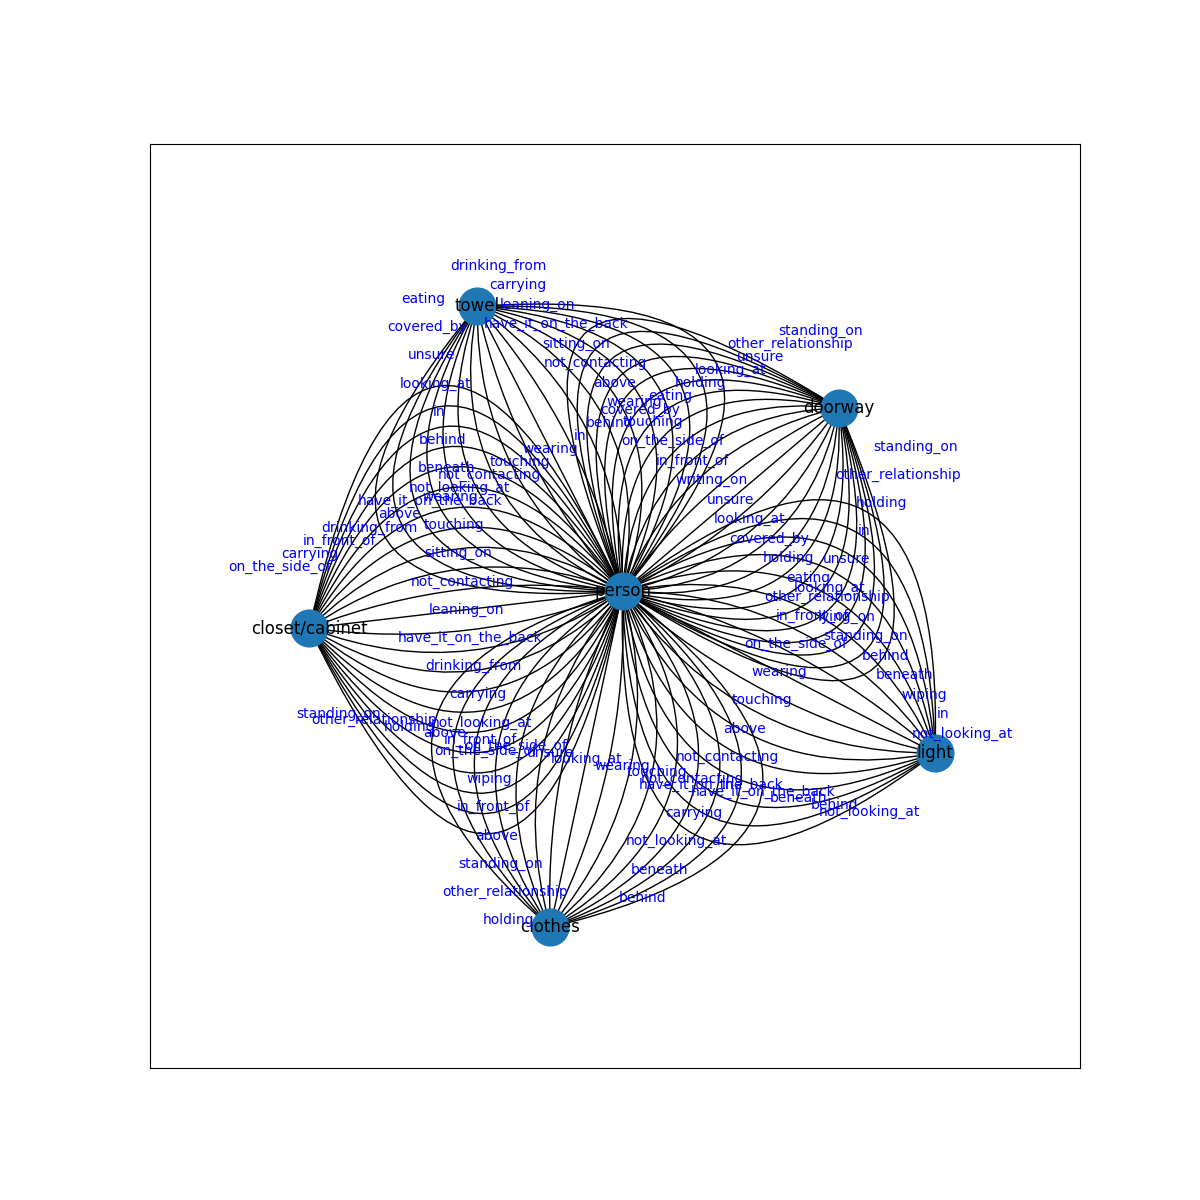 drinking_from
carrying
eating
towel
leaning_on
covered_by
have_it_on_the_back
standing_on
other_relationship
sitting_on
unsure
unsure
not_contacting
looking_at
looking_at
above
holding
eating
wearing
covered_by
in
doorway
behind
touching
in
behind
on_the_side_of
wearing
standing_on
touching
in_front_of
beneath
not_contacting
other_relationship
writing_on
not_looking_at
wearing
have_it_on_the_back
unsure
holding
above
looking_at
drinking_from
touching
in
in_front_of
covered_by
carrying
sitting_on
holding
unsure
on_the_side_of
not_contacting
eating
looking_at
person
other_relationship
leaning_on
in_front_of
lying_on
closet/cabinet
have_it_on_the_back
standing_on
on_the_side_of
behind
drinking_from
wearing
beneath
carrying
touching
wiping
standing_on
other_relationship
in
holding
not_looking_at
above
above
not_looking_at
in_front_of
on_the_side_of
on_the_side_of
unsure
light
looking_at
not_contacting
wearing
touching
wiping
not_contacting
have_it_on_the_back
have_it_on_the_back
beneath
in_front_of
behind
carrying
not_looking_at
above
not_looking_at
standing_on
beneath
other_relationship
behind
holding
clothes